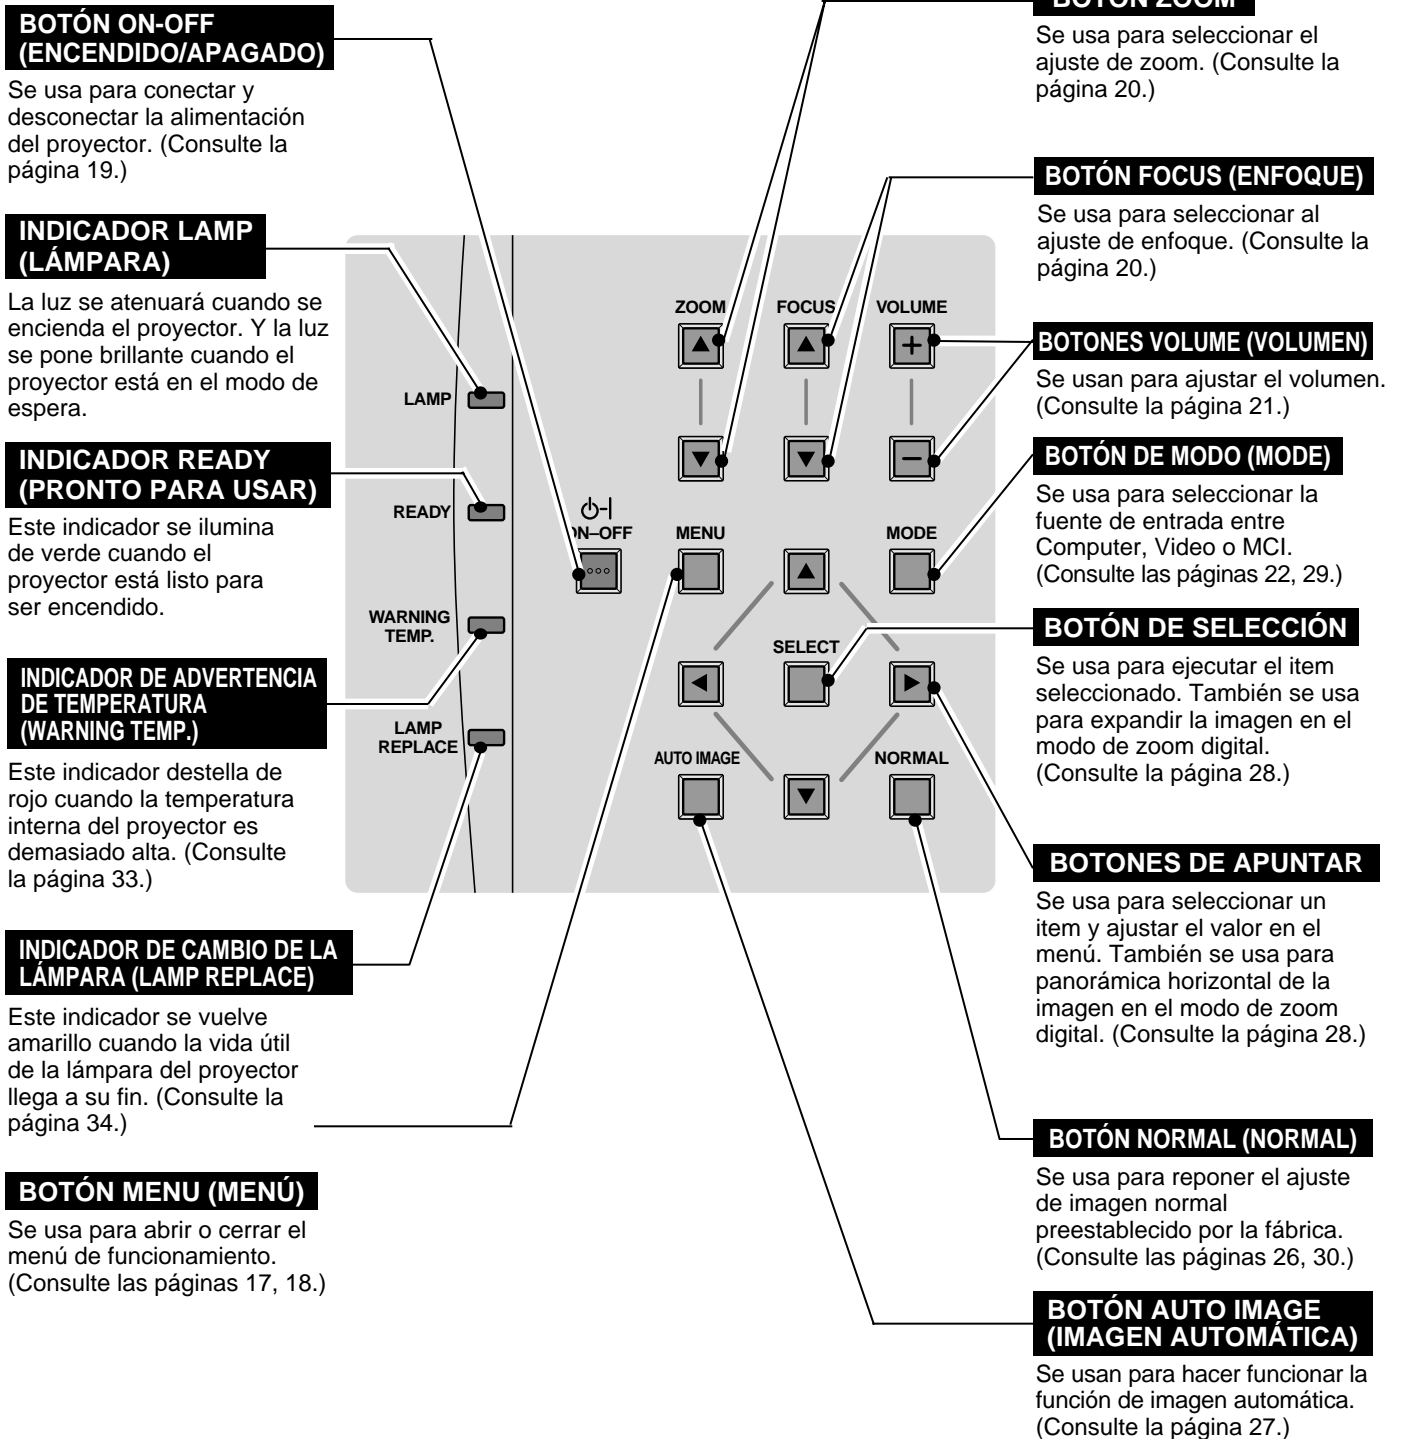 BOTÓN ON-OFF
(ENCENDIDO/APAGADO)
Se usa para conectar y
desconectar la alimentación
del proyector. (Consulte la
página 19.)
INDICADOR LAMP
(LÁMPARA)
La luz se atenuará cuando se
encienda el proyector. Y la luz
se pone brillante cuando el
proyector está en el modo de
espera.
INDICADOR READY
(PRONTO PARA USAR)
Este indicador se ilumina
de verde cuando el
proyector está listo para
ser encendido.
INDICADOR DE ADVERTENCIA
DE TEMPERATURA
(WARNING TEMP.)
Este indicador destella de
rojo cuando la temperatura
interna del proyector es
demasiado alta. (Consulte
la página 33.)
INDICADOR DE CAMBIO DE LA
LÁMPARA (LAMP REPLACE)
Este indicador se vuelve
amarillo cuando la vida útil
de la lámpara del proyector
llega a su fin. (Consulte la
página 34.)
BOTÓN MENU (MENÚ)
Se usa para abrir o cerrar el
menú de funcionamiento.
(Consulte las páginas 17, 18.)
ZOOM
FOCUS
VOLUME
LAMP
READY
ON–OFF
MENU
MODE
WARNING
TEMP.
SELECT
LAMP
REPLACE
AUTO IMAGE
NORMAL
BOTÓN ZOOM
Se usa para seleccionar el
ajuste de zoom. (Consulte la
página 20.)
BOTÓN FOCUS (ENFOQUE)
Se usa para seleccionar al
ajuste de enfoque. (Consulte la
página 20.)
BOTONES VOLUME (VOLUMEN)
Se usan para ajustar el volumen.
(Consulte la página 21.)
BOTÓN DE MODO (MODE)
Se usa para seleccionar la
fuente de entrada entre
Computer, Video o MCI.
(Consulte las páginas 22, 29.)
BOTÓN DE SELECCIÓN
Se usa para ejecutar el item
seleccionado. También se usa
para expandir la imagen en el
modo de zoom digital.
(Consulte la página 28.)
BOTONES DE APUNTAR
Se usa para seleccionar un
item y ajustar el valor en el
menú. También se usa para
panorámica horizontal de la
imagen en el modo de zoom
digital. (Consulte la página 28.)
BOTÓN NORMAL (NORMAL)
Se usa para reponer el ajuste
de imagen normal
preestablecido por la fábrica.
(Consulte las páginas 26, 30.)
BOTÓN AUTO IMAGE
(IMAGEN AUTOMÁTICA)
Se usan para hacer funcionar la
función de imagen automática.
(Consulte la página 27.)